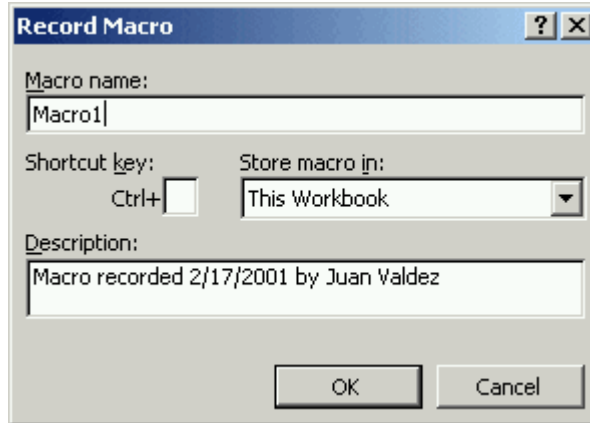 Record Macro
Macro name:
Macro1
Shortcut key: Store macro in:
Ctrl+ This Workbook
Description:
Macro recorded 2/17/2001 by Juan Valdez
OK Cancel